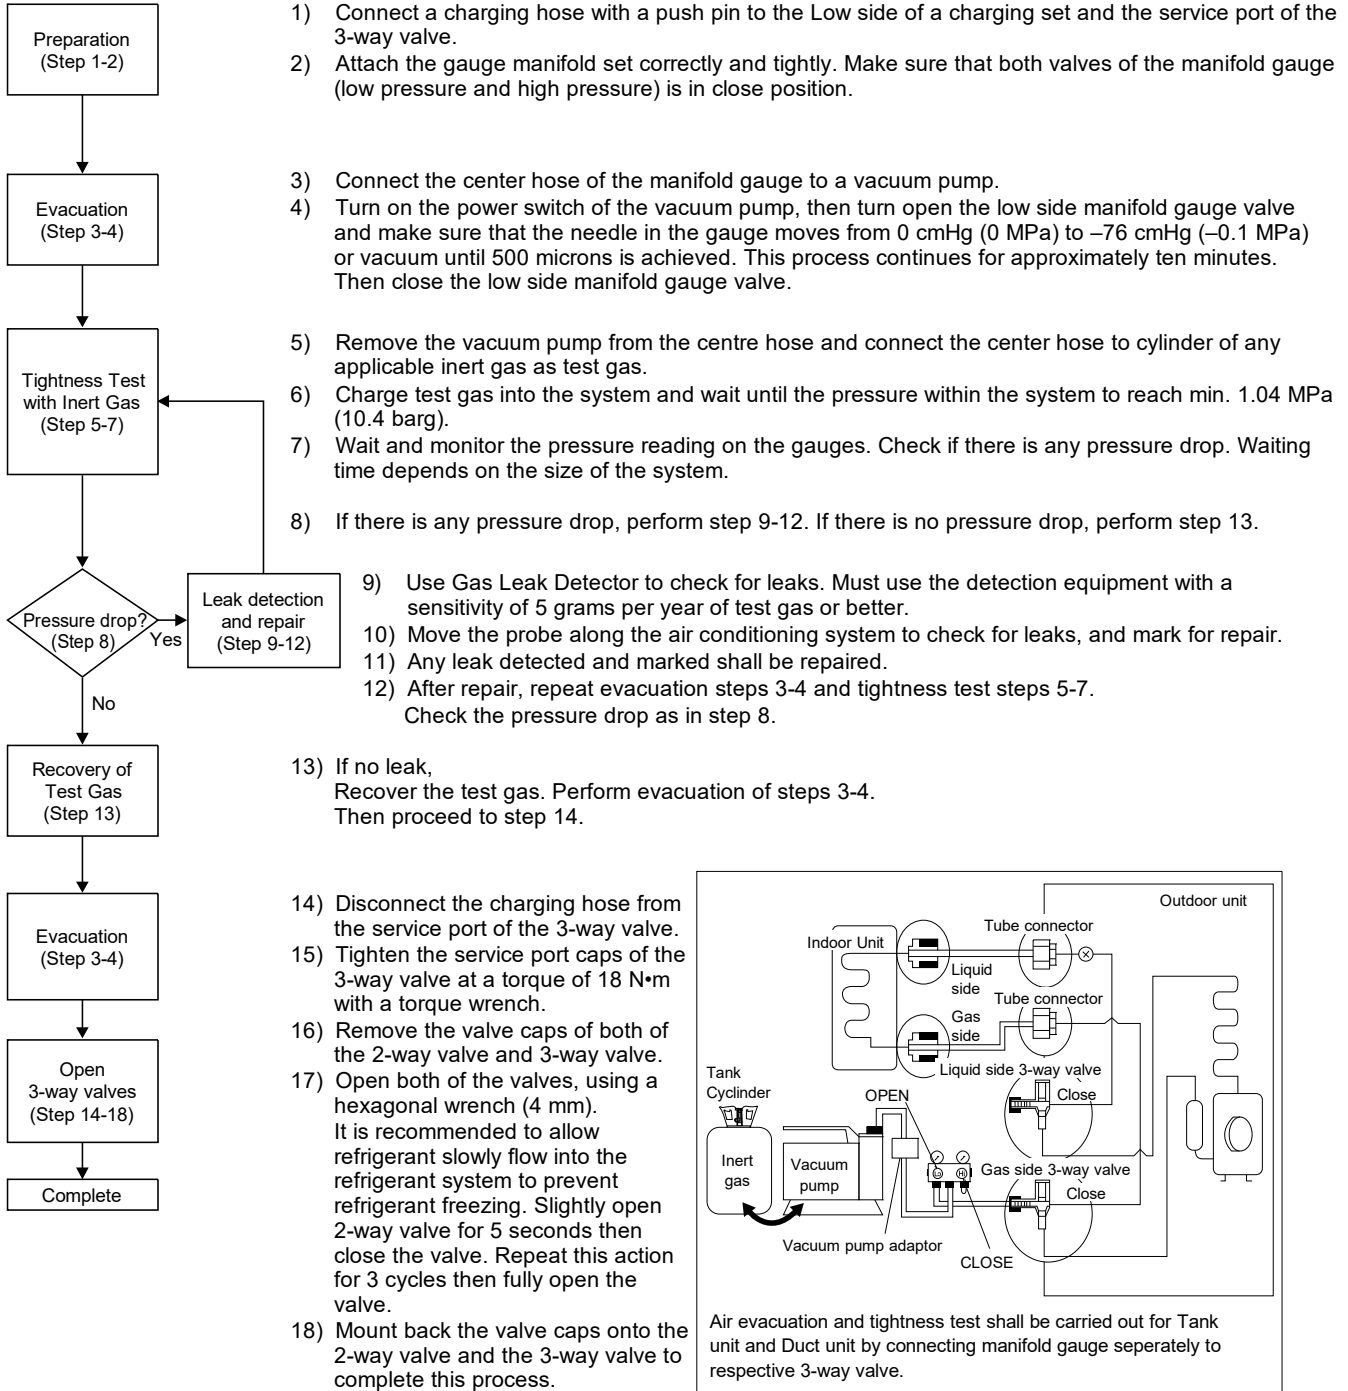 Preparation
(Step 1-2)
1) Connect a charging hose with a push pin to the Low side of a charging set and the service port of the
3-way valve.
2) Attach the gauge manifold set correctly and tightly. Make sure that both valves of the manifold gauge
(low pressure and high pressure) is in close position.
Evacuation
(Step 3-4)
3) Connect the center hose of the manifold gauge to a vacuum pump.
4) Turn on the power switch of the vacuum pump, then turn open the low side manifold gauge valve
and make sure that the needle in the gauge moves from 0 cmHg (0 MPa) to –76 cmHg (–0.1 MPa)
or vacuum until 500 microns is achieved. This process continues for approximately ten minutes.
Then close the low side manifold gauge valve.
Tightness Test
with Inert Gas
(Step 5-7)
5) Remove the vacuum pump from the centre hose and connect the center hose to cylinder of any
applicable inert gas as test gas.
6) Charge test gas into the system and wait until the pressure within the system to reach min. 1.04 MPa
(10.4 barg).
7) Wait and monitor the pressure reading on the gauges. Check if there is any pressure drop. Waiting
time depends on the size of the system.
8) If there is any pressure drop, perform step 9-12. If there is no pressure drop, perform step 13.
Pressure drop?
(Step 8)
Yes
No
Leak detection
and repair
(Step 9-12)
9) Use Gas Leak Detector to check for leaks. Must use the detection equipment with a
sensitivity of 5 grams per year of test gas or better.
10) Move the probe along the air conditioning system to check for leaks, and mark for repair.
11) Any leak detected and marked shall be repaired.
12) After repair, repeat evacuation steps 3-4 and tightness test steps 5-7.
Check the pressure drop as in step 8.
Recovery of
Test Gas
(Step 13)
13) If no leak,
Recover the test gas. Perform evacuation of steps 3-4.
Then proceed to step 14.
Evacuation
(Step 3-4)
Open
3-way valves
(Step 14-18)
Complete
14) Disconnect the charging hose from
the service port of the 3-way valve.
15) Tighten the service port caps of the
3-way valve at a torque of 18 N•m
with a torque wrench.
16) Remove the valve caps of both of
the 2-way valve and 3-way valve.
17) Open both of the valves, using a
hexagonal wrench (4 mm).
It is recommended to allow
refrigerant slowly flow into the
refrigerant system to prevent
refrigerant freezing. Slightly open
2-way valve for 5 seconds then
close the valve. Repeat this action
for 3 cycles then fully open the
valve.
18) Mount back the valve caps onto the
2-way valve and the 3-way valve to
complete this process.
Outdoor unit
Tube connector
Indoor Unit
Liquid
side
Tube connector
Gas
side
Liquid side 3-way valve
Close
Tank
Cyclinder
OPEN
Inert
gas
Vacuum
pump
Lo
Hi
Gas side 3-way valve
Close
Vacuum pump adaptor
CLOSE
Air evacuation and tightness test shall be carried out for Tank
unit and Duct unit by connecting manifold gauge seperately to
respective 3-way valve.